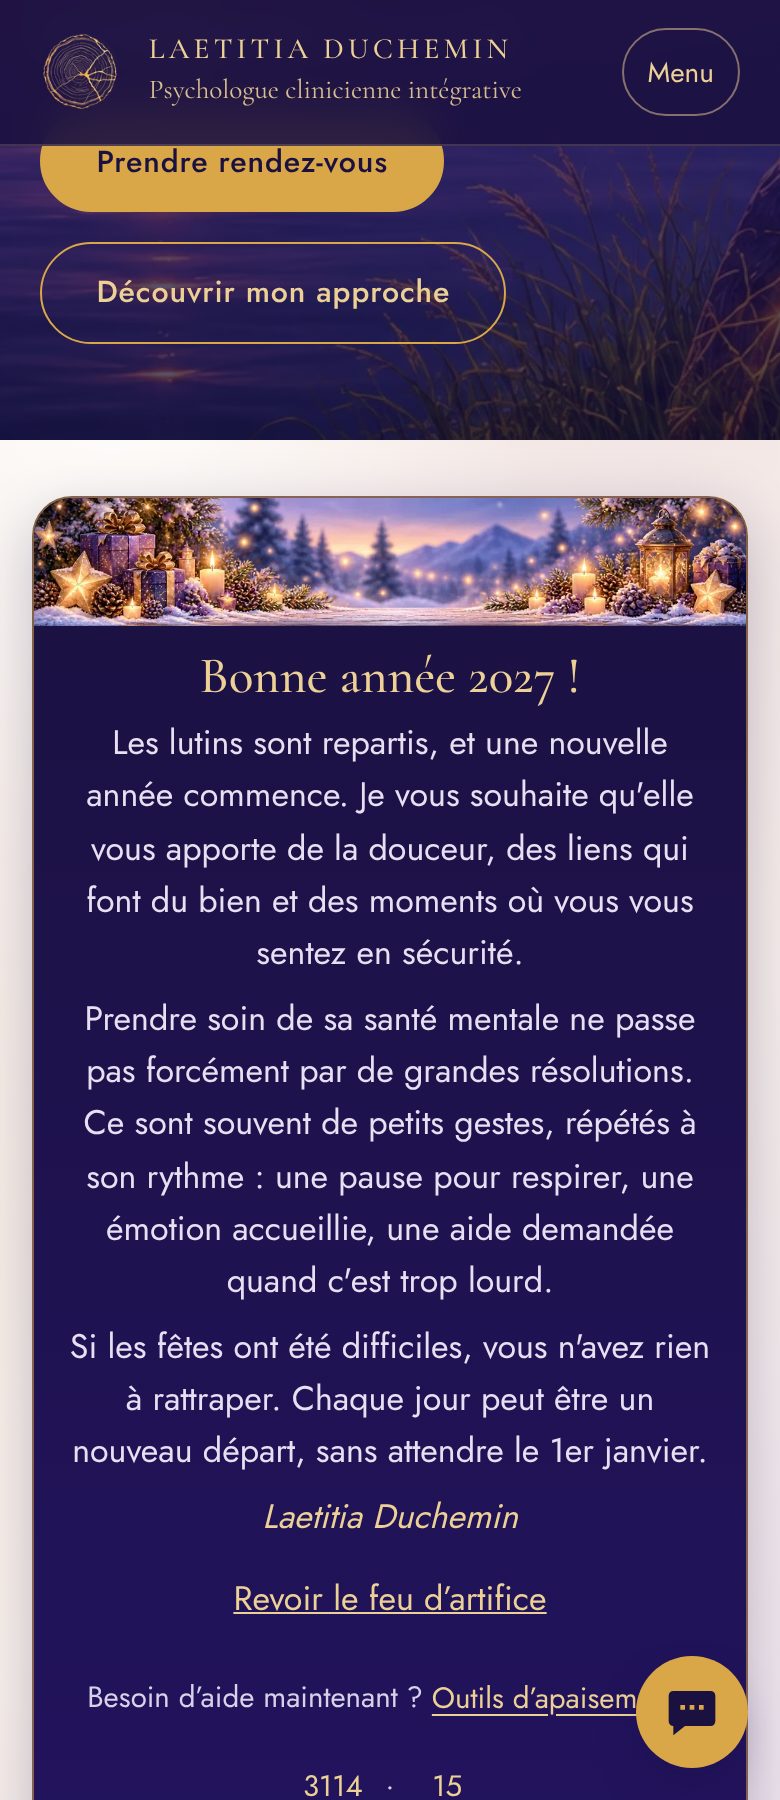 LAETITIA DUCHEMIN
Psychologue clinicienne intégrative
Menu
Prendre rendez-vous
Découvrir mon approche
Bonne année 2027 !
Les lutins sont repartis, et une nouvelle
année commence. Je vous souhaite qu'elle
vous apporte de la douceur, des liens qui
font du bien et des moments où vous vous
sentez en sécurité.
Prendre soin de sa santé mentale ne passe
pas forcément par de grandes résolutions.
Ce sont souvent de petits gestes, répétés à
son rythme : une pause pour respirer, une
émotion accueillie, une aide demandée
quand c'est trop lourd.
Si les fêtes ont été difficiles, vous n'avez rien
à rattraper. Chaque jour peut être un
nouveau départ, sans attendre le 1er janvier.
Laetitia Duchemin
Revoir le feu d’artifice
Besoin d’aide maintenant ? Outils d’apaisem
3114 · 15